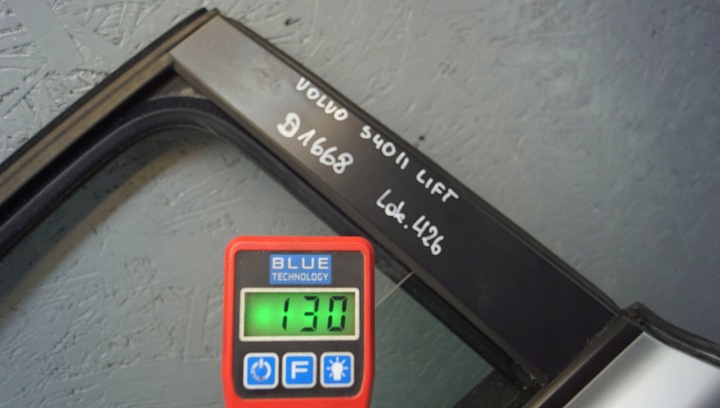 VOLVO S40II LIFT
D1668
Lok. 426
BLUE
TECHNOLOGY
130
F